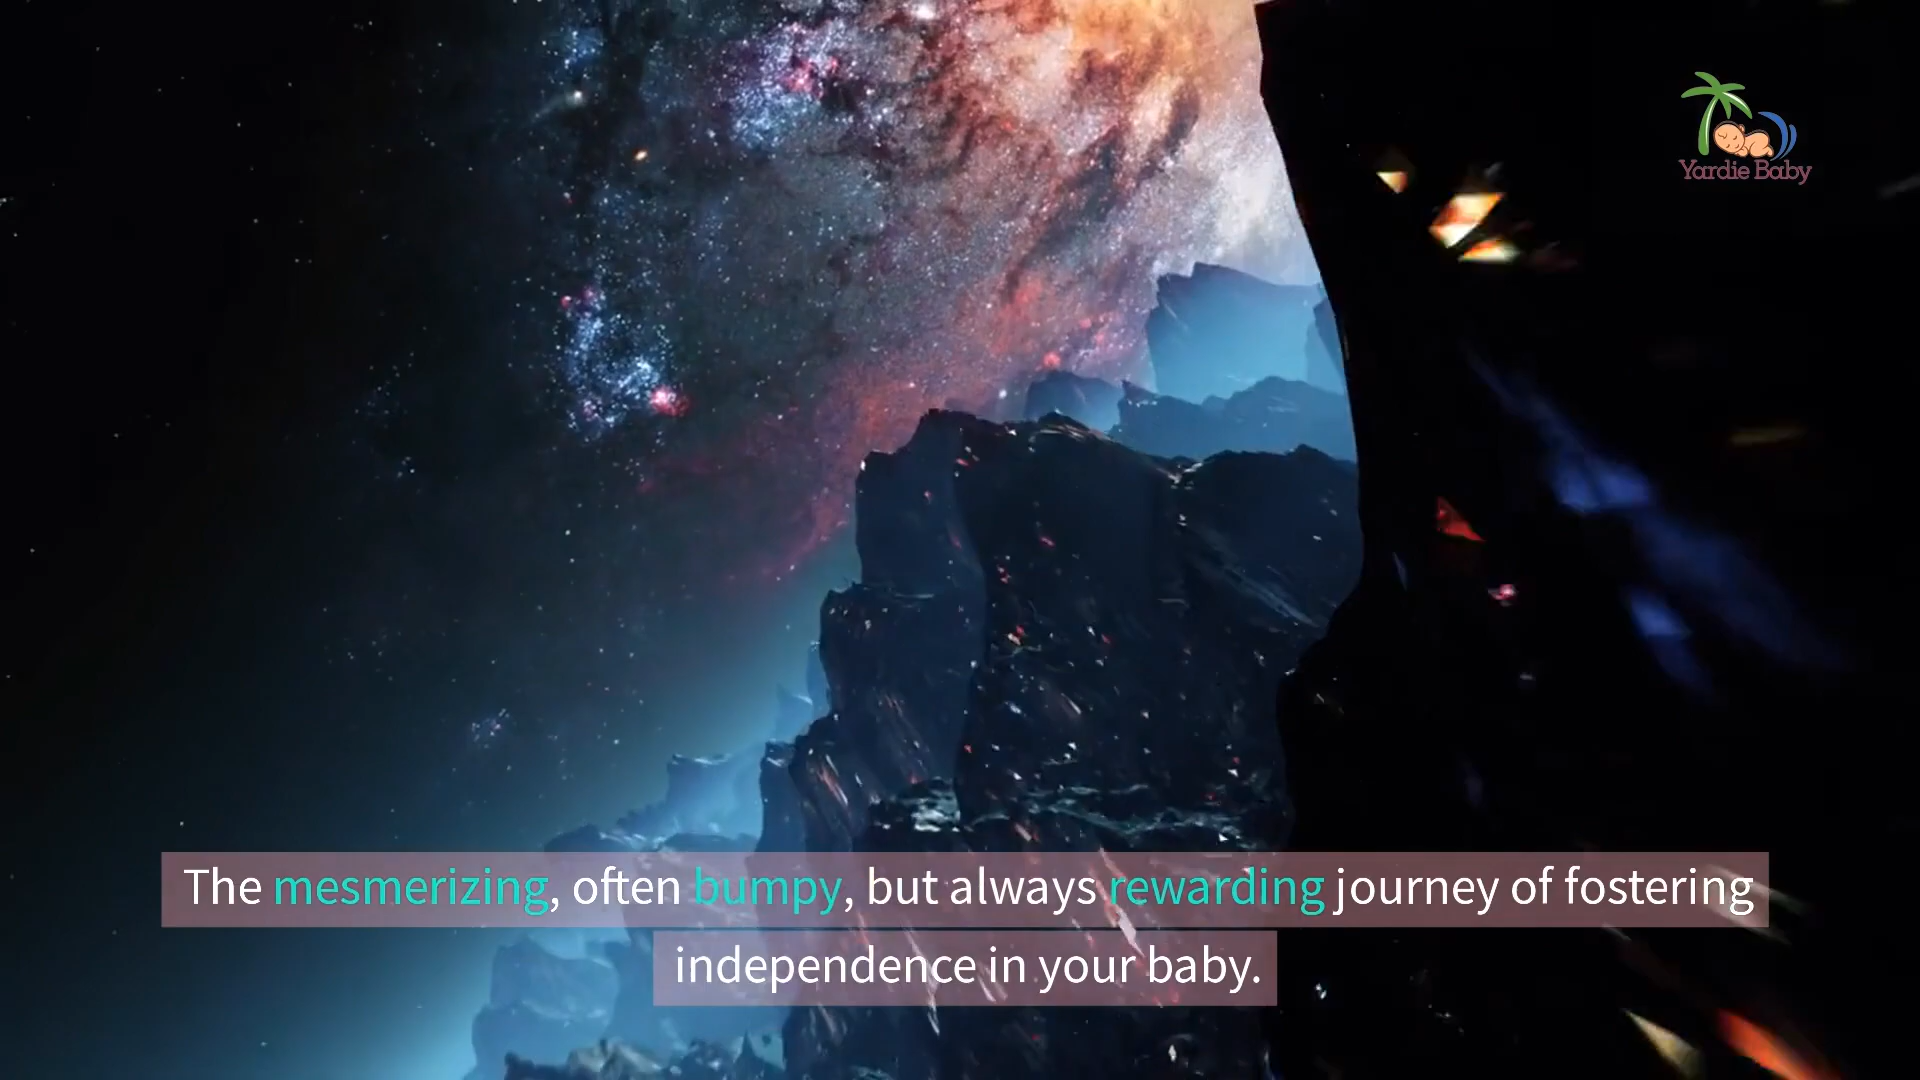 Yardie Baby
The mesmerizing, often bumpy, but always rewarding journey of fostering
independence in your baby.